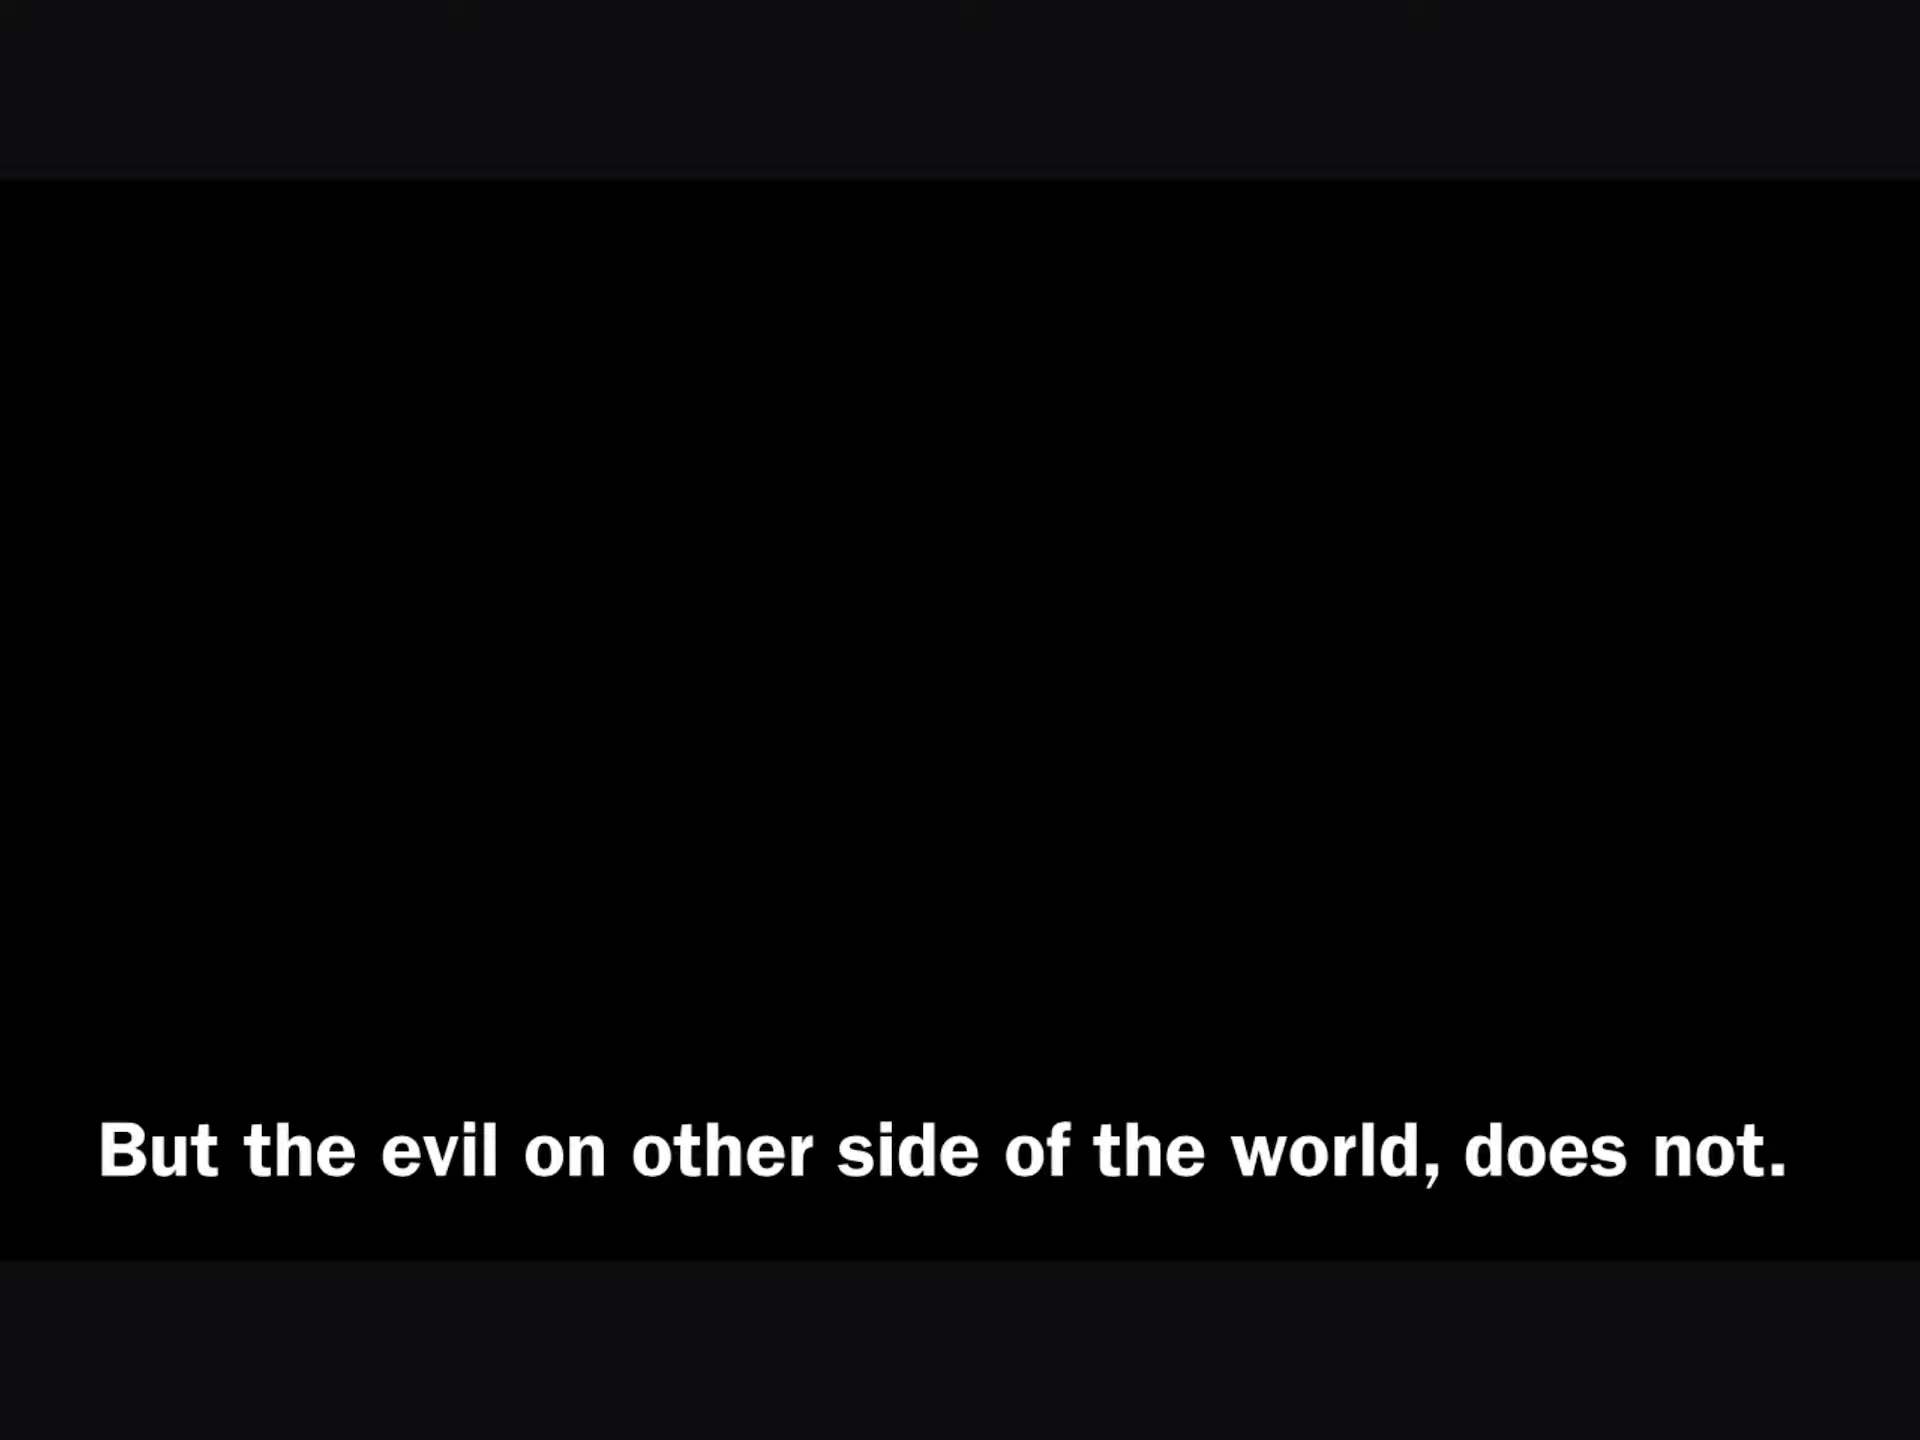 But the evil on other side of the world, does not.